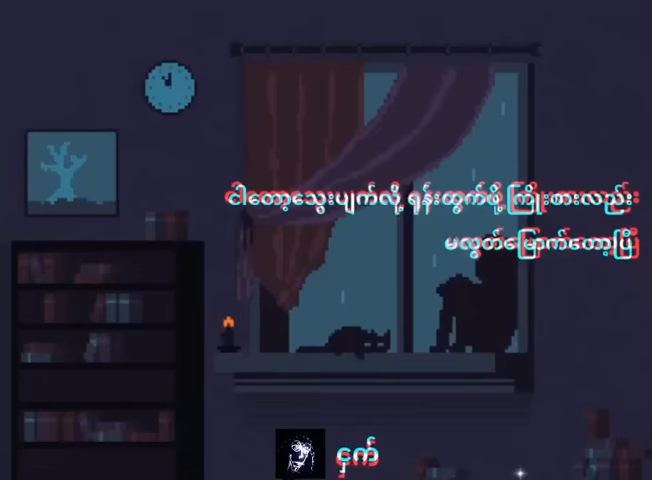 ငါတော့သွေးပျက်လို့ ရုန်းထွက်ဖို့ ကြိုးစားလည်း
မလွတ်မြောက်တော့ပြီ
ငှက်